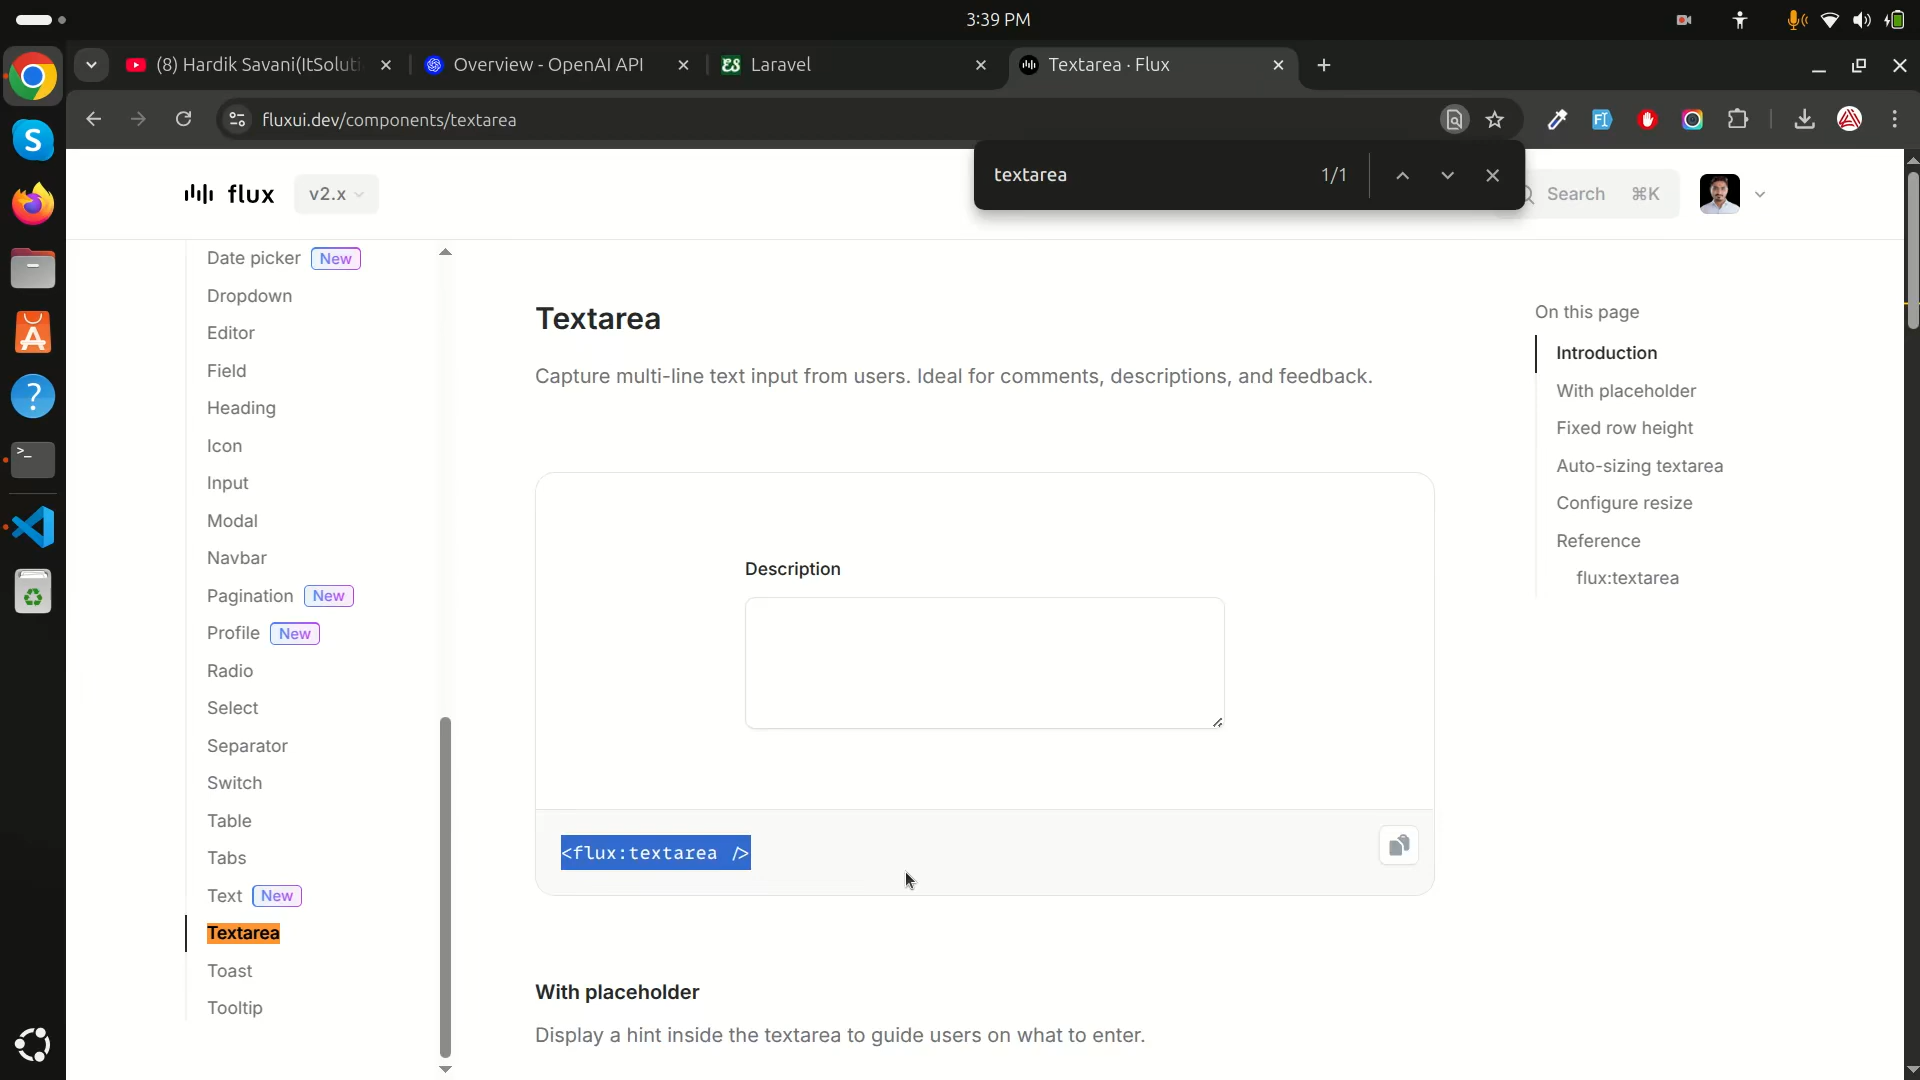 3:39 PM
(8) Hardik Savani(ItSoluti
Overview - OpenAI API
Laravel
Textarea · Flux
fluxui.dev/components/textarea
textarea
1/1
flux
v2.x
Search
⌘K
Date picker New
Dropdown
Editor
Field
Heading
Icon
Input
Modal
Navbar
Pagination New
Profile New
Radio
Select
Separator
Switch
Table
Tabs
Text New
Textarea
Toast
Tooltip
Textarea
Capture multi-line text input from users. Ideal for comments, descriptions, and feedback.
Description
<flux:textarea />
With placeholder
Display a hint inside the textarea to guide users on what to enter.
On this page
Introduction
With placeholder
Fixed row height
Auto-sizing textarea
Configure resize
Reference
flux:textarea